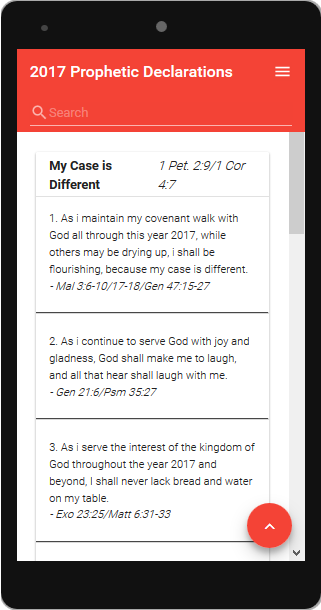 2017 Prophetic Declarations
Search
My Case is
Different
1 Pet. 2:9/1 Cor
4:7
1. As i maintain my covenant walk with
God all through this year 2017, while
others may be drying up, i shall be
flourishing, because my case is different.
- Mal 3:6-10/17-18/Gen 47:15-27
2. As i continue to serve God with joy and
gladness, God shall make me to laugh,
and all that hear shall laugh with me.
- Gen 21:6/Psm 35:27
3. As i serve the interest of the kingdom of
God throughout the year 2017 and
beyond, I shall never lack bread and water
on my table.
- Exo 23:25/Matt 6:31-33